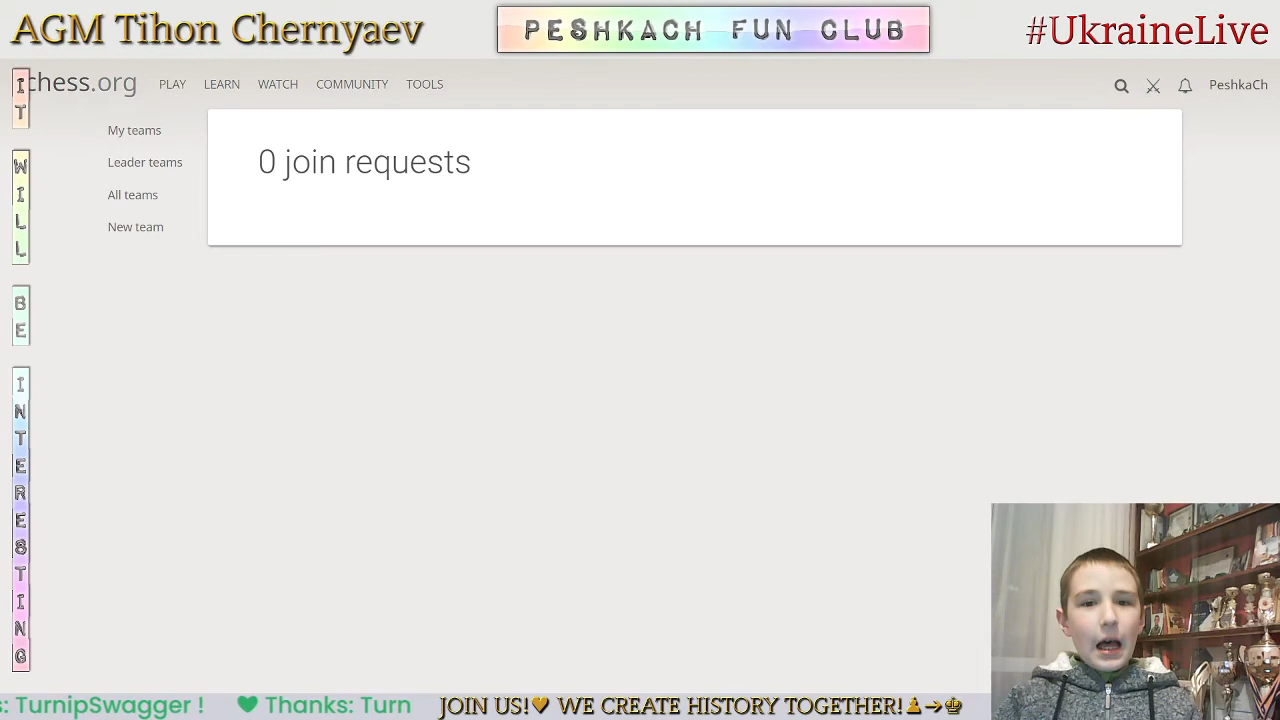 AGM Tihon Chernyaev
PESHKACH FUN CLUB
#UkraineLive
chess.org
PLAY
LEARN
WATCH
COMMUNITY
TOOLS
PeshkaCh
IT WILL BE INTERESTING
My teams
Leader teams
All teams
New team
0 join requests
: TurnipSwagger !
Thanks: Turn
JOIN US!♥ WE CREATE HISTORY TOGETHER!♟→♚